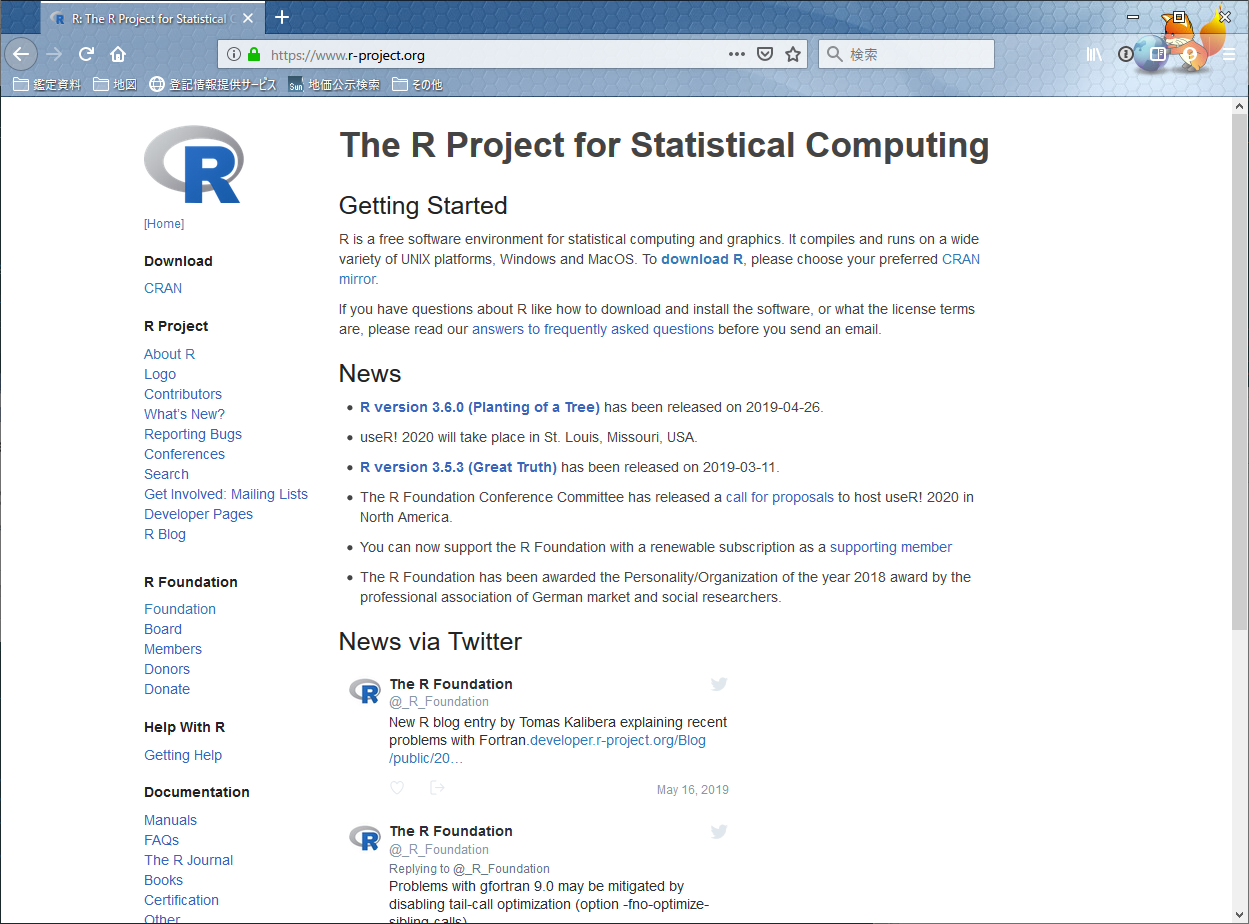 R: The R Project for Statistical C
https://www.r-project.org
検索
鑑定資料 地図 登記情報提供サービス Sun 地価公示検索 その他
R
[Home]
Download
CRAN
R Project
About R
Logo
Contributors
What's New?
Reporting Bugs
Conferences
Search
Get Involved: Mailing Lists
Developer Pages
R Blog
R Foundation
Foundation
Board
Members
Donors
Donate
Help With R
Getting Help
Documentation
Manuals
FAQs
The R Journal
Books
Certification
Other
The R Project for Statistical Computing
Getting Started
R is a free software environment for statistical computing and graphics. It compiles and runs on a wide
variety of UNIX platforms, Windows and MacOS. To download R, please choose your preferred CRAN
mirror.
If you have questions about R like how to download and install the software, or what the license terms
are, please read our answers to frequently asked questions before you send an email.
News
R version 3.6.0 (Planting of a Tree) has been released on 2019-04-26.
useR! 2020 will take place in St. Louis, Missouri, USA.
R version 3.5.3 (Great Truth) has been released on 2019-03-11.
The R Foundation Conference Committee has released a call for proposals to host useR! 2020 in
North America.
You can now support the R Foundation with a renewable subscription as a supporting member
The R Foundation has been awarded the Personality/Organization of the year 2018 award by the
professional association of German market and social researchers.
News via Twitter
R
The R Foundation
@_R_Foundation
New R blog entry by Tomas Kalibera explaining recent
problems with Fortran.developer.r-project.org/Blog
/public/20…
May 16, 2019
R
The R Foundation
@_R_Foundation
Replying to @_R_Foundation
Problems with gfortran 9.0 may be mitigated by
disabling tail-call optimization (option -fno-optimize-
sibling-calls)